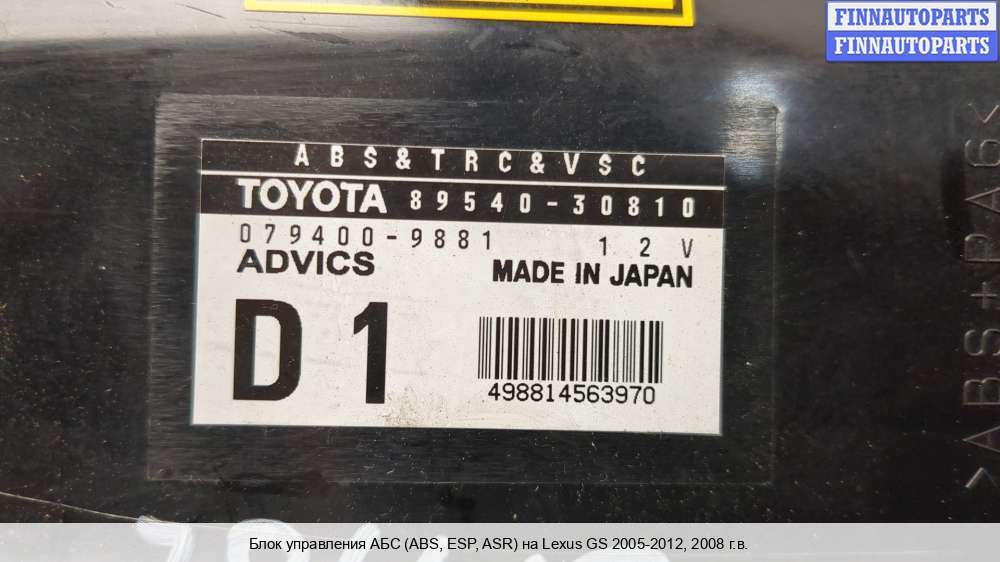 FINNAUTOPARTS
FINNAUTOPARTS
ABS&TRC&VSC
TOYOTA 89540-30810
079400-9881 12V
ADVICS MADE IN JAPAN
D1
498814563970
>ABS+PA6<
Блок управления АБС (ABS, ESP, ASR) на Lexus GS 2005-2012, 2008 г.в.